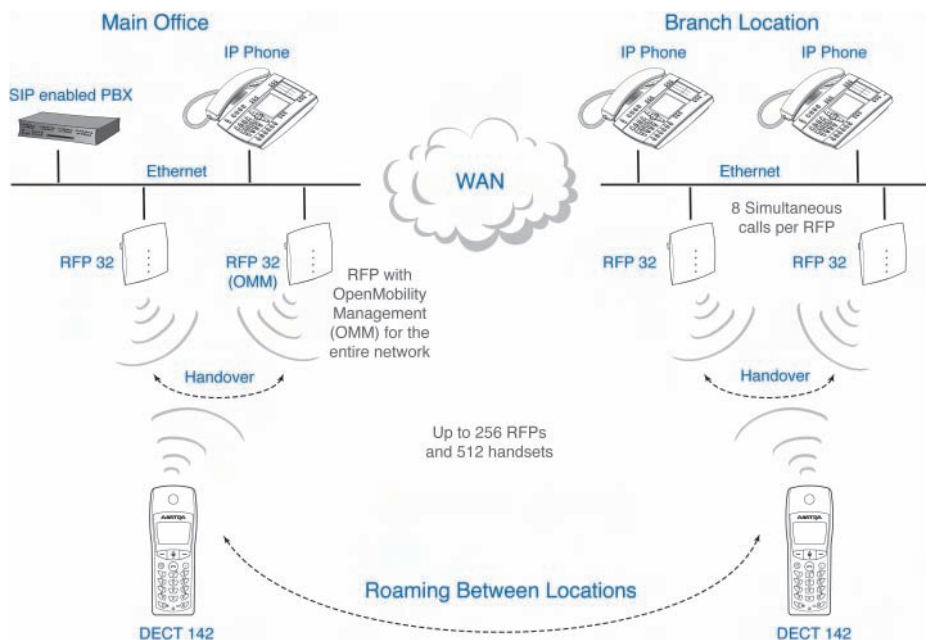 Main Office
Branch Location
IP Phone
IP Phone
IP Phone
SIP enabled PBX
Ethernet
WAN
Ethernet
8 Simultaneous
calls per RFP
RFP 32
RFP 32
(OMM)
RFP 32
RFP 32
RFP with
OpenMobility
Management
(OMM) for the
entire network
Handover
Handover
Up to 256 RFPs
and 512 handsets
AASTRA
AASTRA
Roaming Between Locations
DECT 142
DECT 142